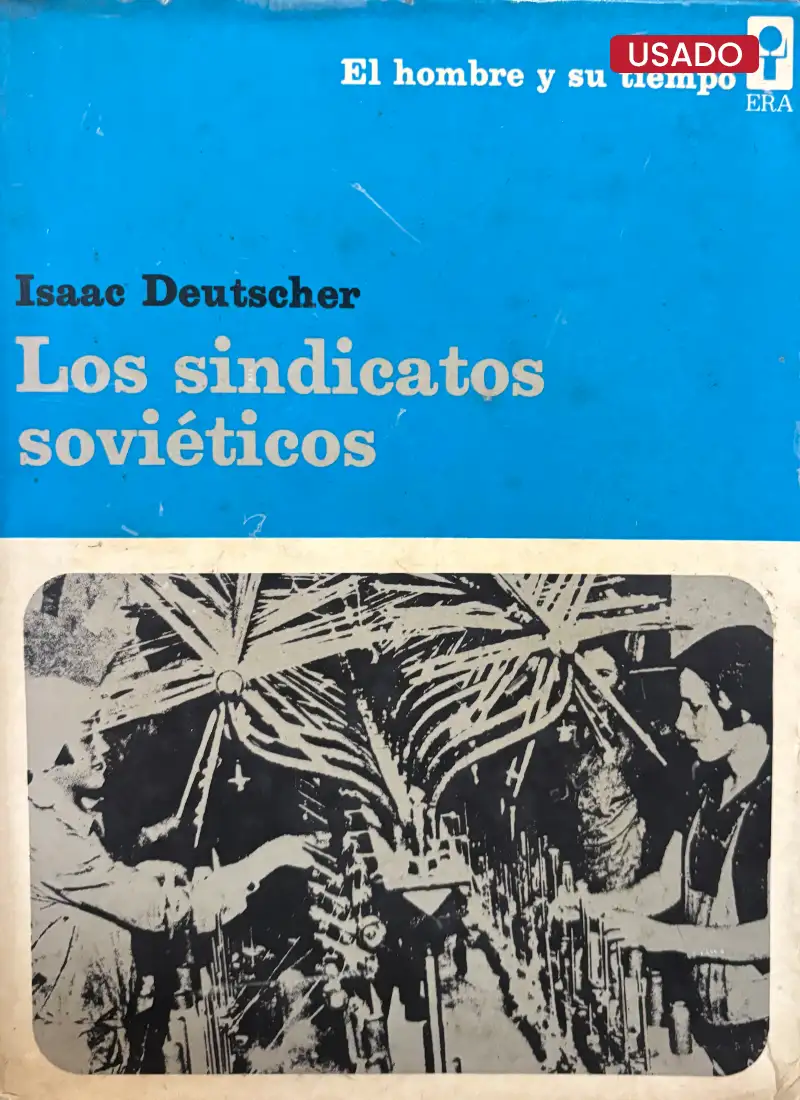 USADO
El hombre y su tiempo
ERA
Isaac Deutscher
Los sindicatos
soviéticos